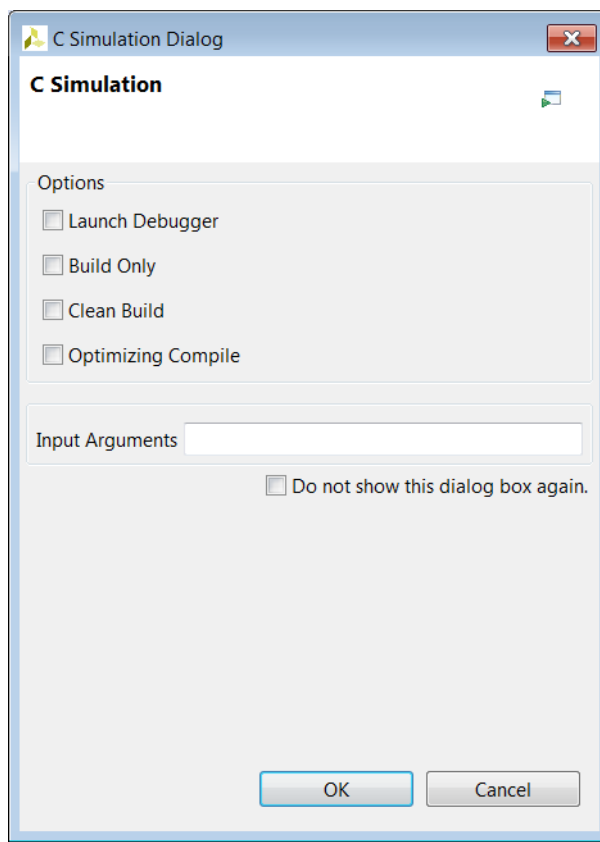 C Simulation Dialog
C Simulation
Options
Launch Debugger
Build Only
Clean Build
Optimizing Compile
Input Arguments
Do not show this dialog box again.
OK
Cancel